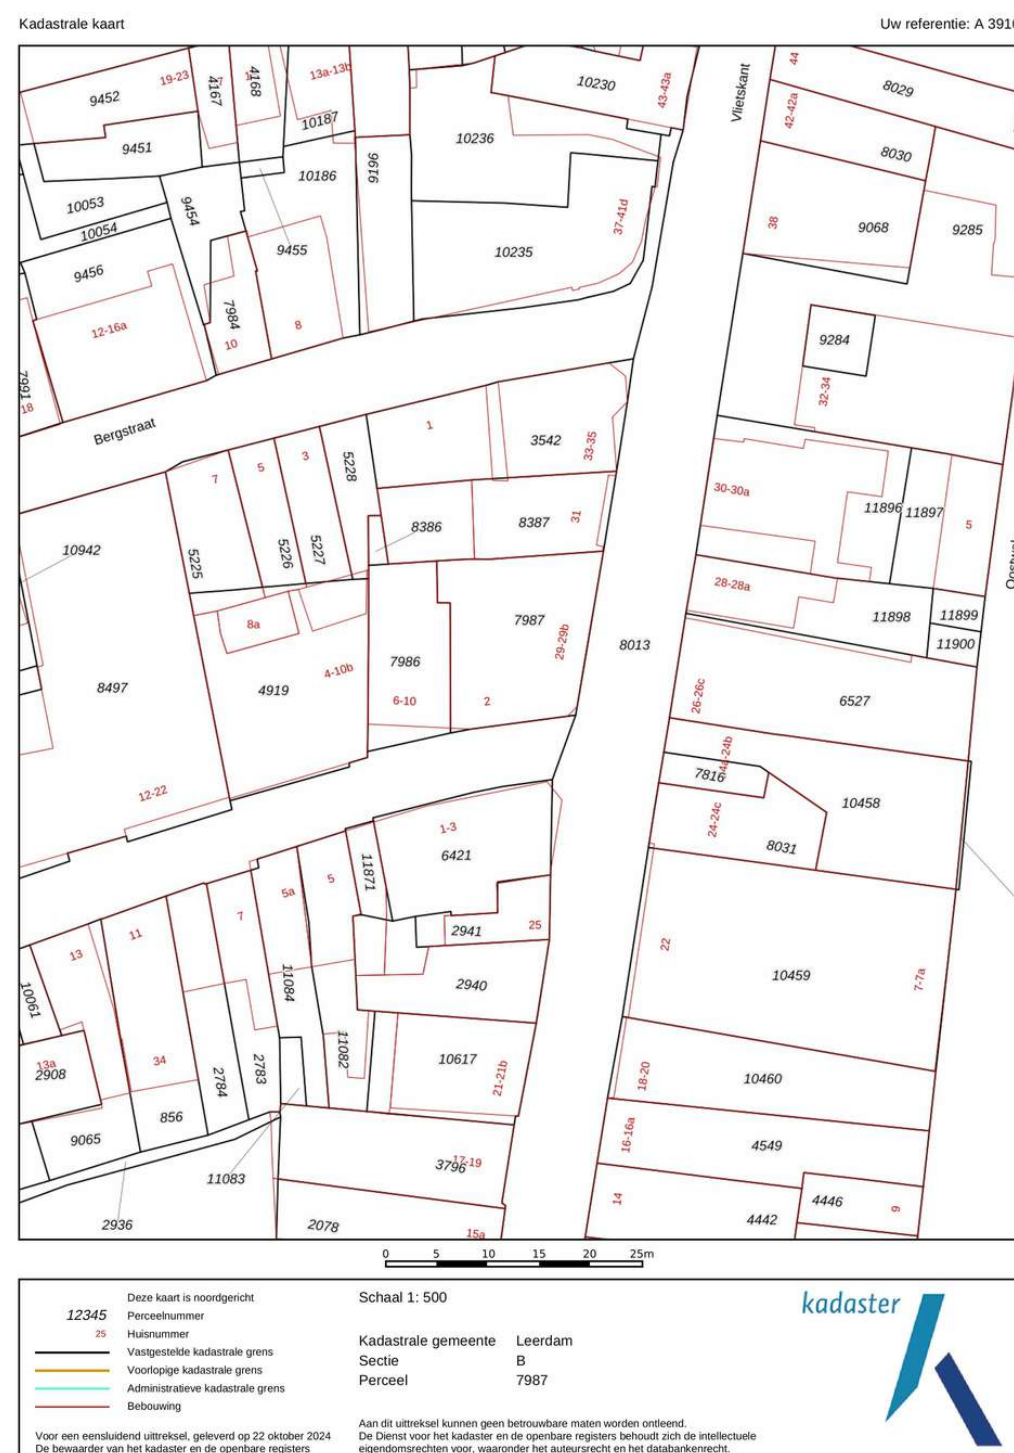 Kadastrale kaart
Uw referentie: A 391
44
19-23
4167
4168
13a-13b
10230
43-43a
Vlietskant
8029
9452
42-42a
10187
10236
9451
9196
8030
10186
10053
9454
37-41d
38
9068
9285
10054
9455
10235
9456
7984
12-16a
8
9284
10
7991
18
32-34
Bergstraat
1
3542
33-35
3
5
5228
7
30-30a
11896
11897
5
31
8386
8387
10942
5225
5226
5227
28-28a
11898
11899
8a
7987
29-29b
11900
8013
7986
4-10b
8497
4919
6-10
2
26-26c
6527
7816
12-22
24-24c
10458
1-3
8031
6421
11871
5
5a
7
25
2941
11
22
13
10459
7-7a
11084
2940
10061
11082
34
10617
13a
2908
2784
2783
21-21b
18-20
10460
856
9065
16-16a
4549
3796
17-19
11083
14
4446
9
2936
2078
15a
4442
0 5 10 15 20 25m
Deze kaart is noordgericht
12345 Perceelnummer
25 Huisnummer
Vastgestelde kadastrale grens
Voorlopige kadastrale grens
Administratieve kadastrale grens
Bebouwing
Schaal 1: 500
Kadastrale gemeente Leerdam
Sectie B
Perceel 7987
kadaster
Voor een eensluidend uittreksel, geleverd op 22 oktober 2024
De bewaarder van het kadaster en de openbare registers
Aan dit uittreksel kunnen geen betrouwbare maten worden ontleend.
De Dienst voor het kadaster en de openbare registers behoudt zich de intellectuele
eigendomsrechten voor, waaronder het auteursrecht en het databankenrecht.